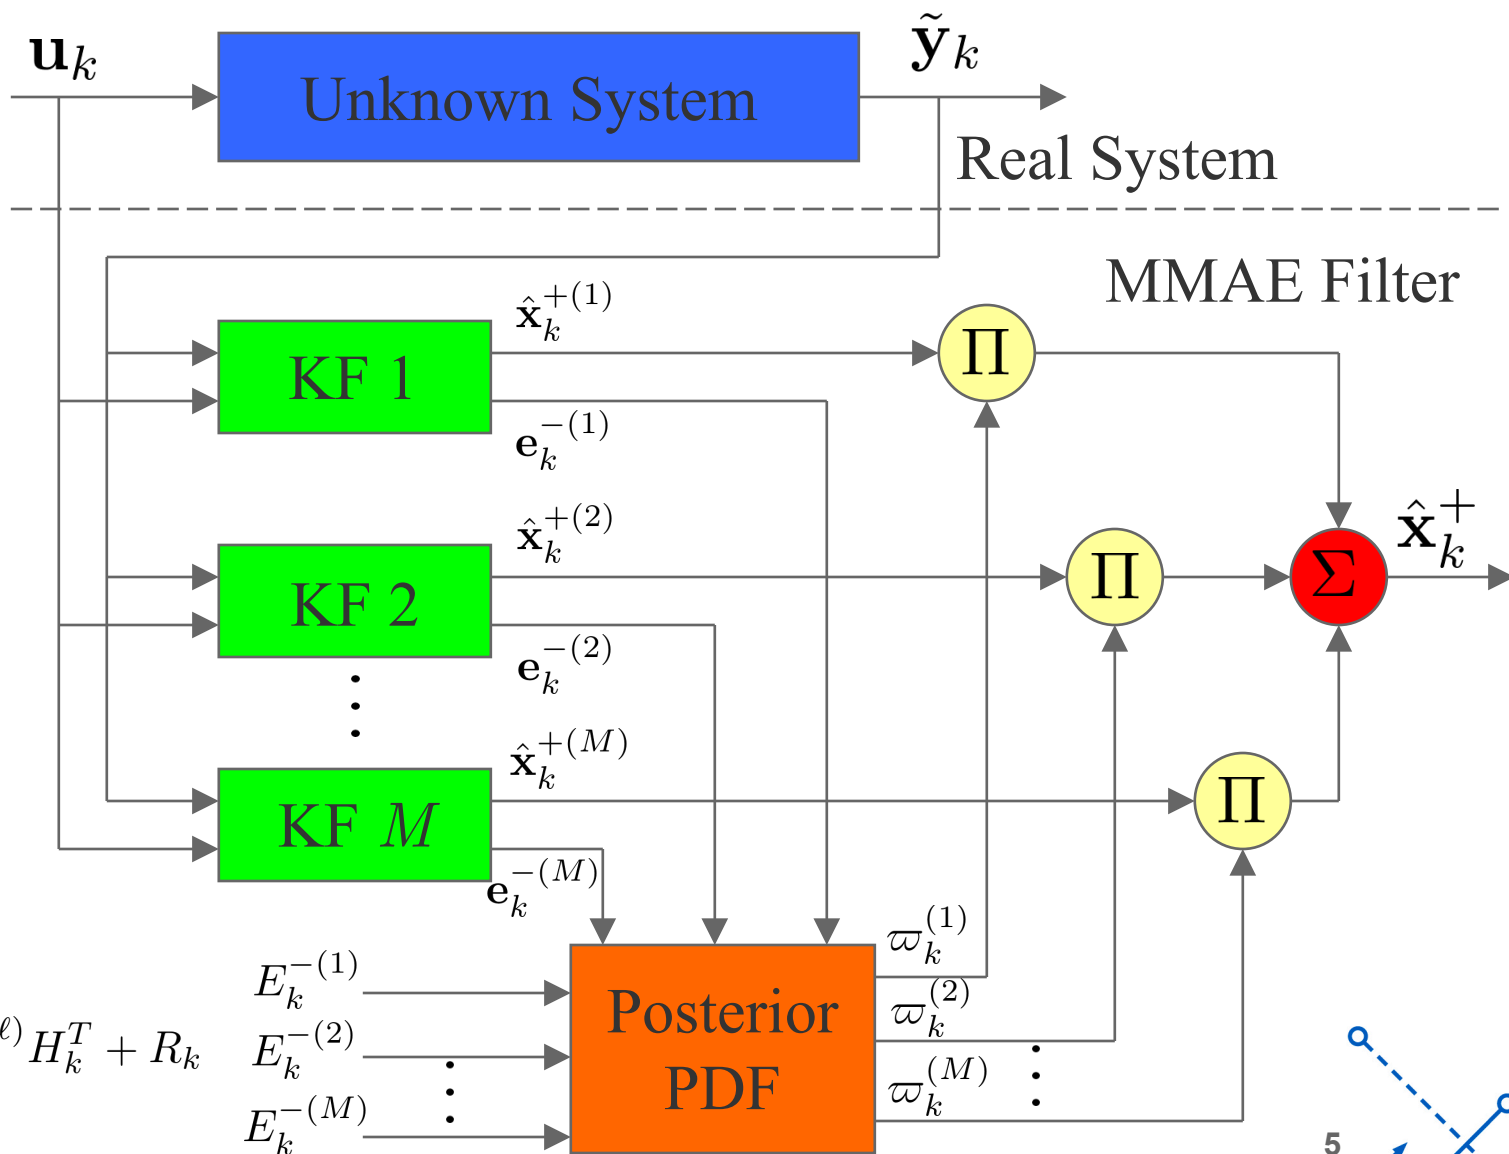 𝐮_k
𝐲̃_k
Unknown System
Real System
MMAE Filter
𝐱̂_k^{+(1)}
KF 1
Π
𝐞_k^{-(1)}
𝐱̂_k^{+(2)}
KF 2
Π
Σ
𝐱̂_k^+
𝐞_k^{-(2)}
𝐱̂_k^{+(M)}
KF M
Π
𝐞_k^{-(M)}
ϖ_k^{(1)}
E_k^{-(1)}
Posterior
PDF
ϖ_k^{(2)}
^{ℓ)} H_k^T + R_k
E_k^{-(2)}
ϖ_k^{(M)}
E_k^{-(M)}
5